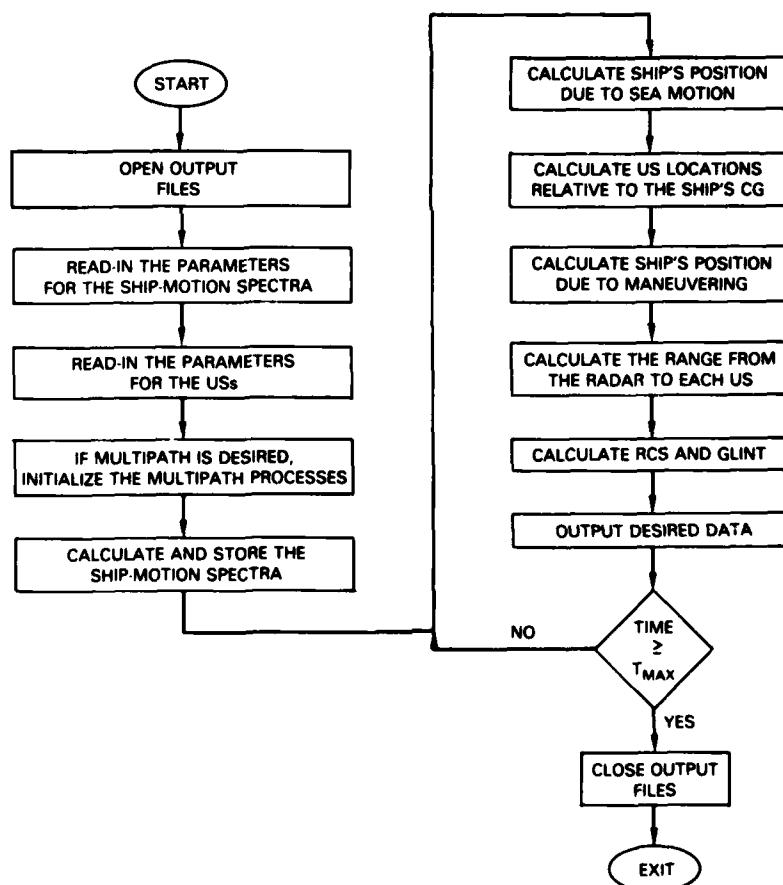 START
OPEN OUTPUT
FILES
READ-IN THE PARAMETERS
FOR THE SHIP-MOTION SPECTRA
READ-IN THE PARAMETERS
FOR THE USs
IF MULTIPATH IS DESIRED,
INITIALIZE THE MULTIPATH PROCESSES
CALCULATE AND STORE THE
SHIP-MOTION SPECTRA
CALCULATE SHIP'S POSITION
DUE TO SEA MOTION
CALCULATE US LOCATIONS
RELATIVE TO THE SHIP'S CG
CALCULATE SHIP'S POSITION
DUE TO MANEUVERING
CALCULATE THE RANGE FROM
THE RADAR TO EACH US
CALCULATE RCS AND GLINT
OUTPUT DESIRED DATA
NO
TIME
≥
TMAX
YES
CLOSE OUTPUT
FILES
EXIT